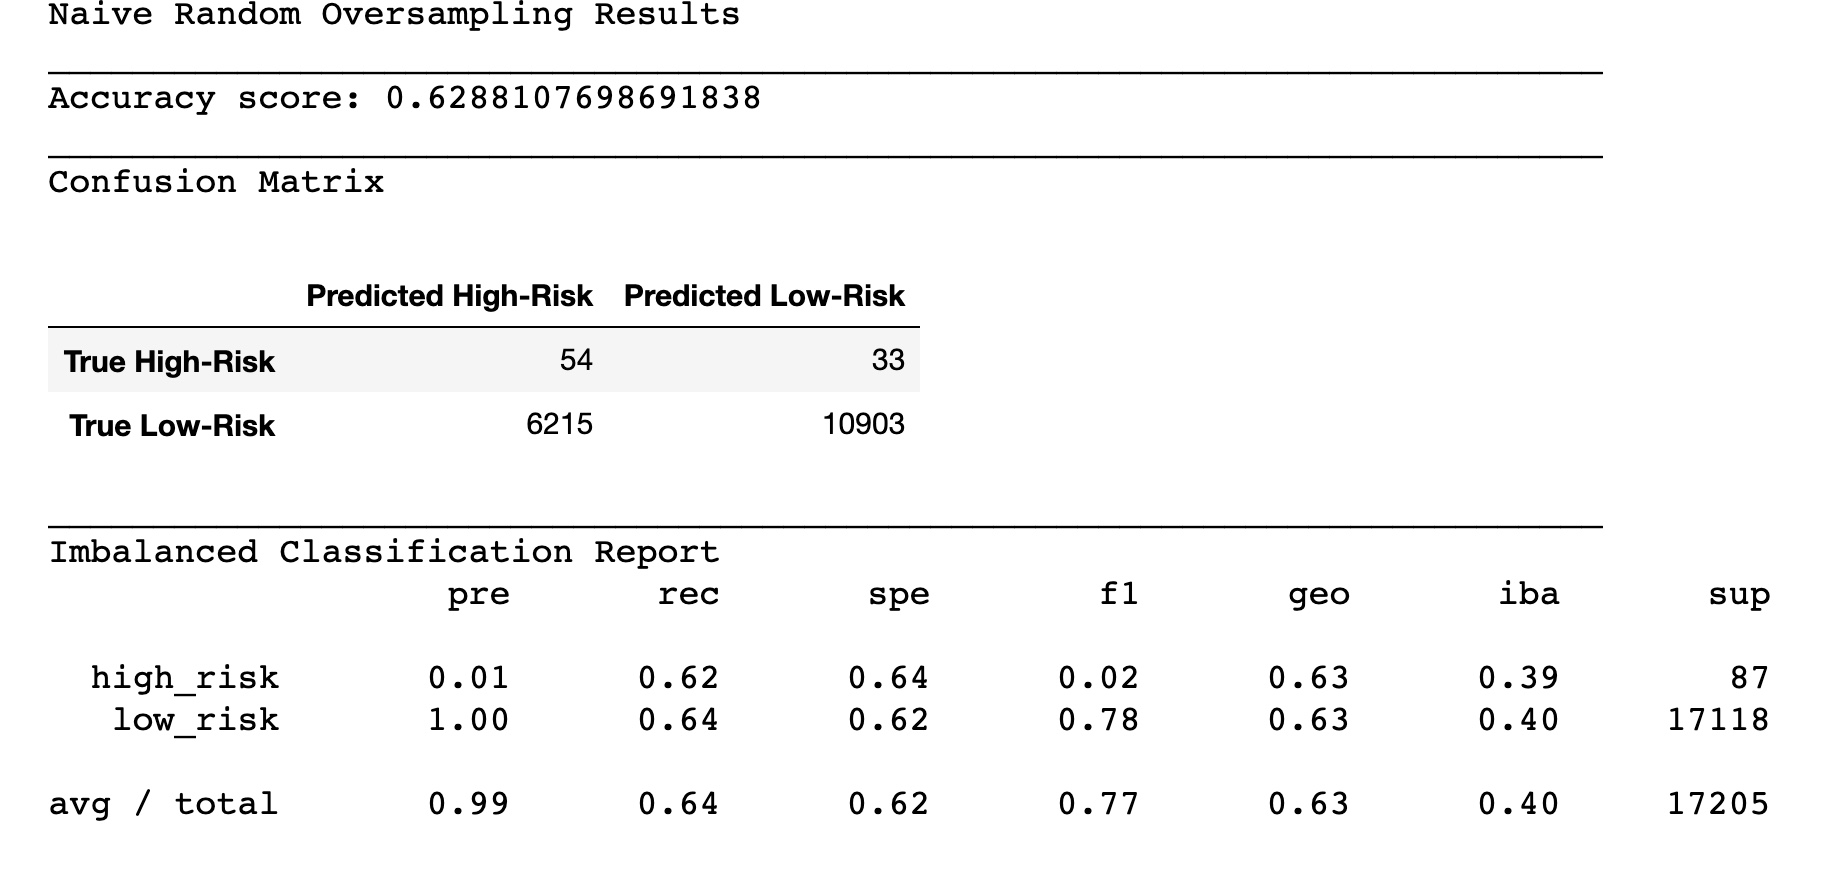 Naive Random Oversampling Results
Accuracy score: 0.6288107698691838
Confusion Matrix
Predicted High-Risk Predicted Low-Risk
True High-Risk 54 33
True Low-Risk 6215 10903
Imbalanced Classification Report
pre rec spe f1 geo iba sup
high_risk 0.01 0.62 0.64 0.02 0.63 0.39 87
low_risk 1.00 0.64 0.62 0.78 0.63 0.40 17118
avg / total 0.99 0.64 0.62 0.77 0.63 0.40 17205